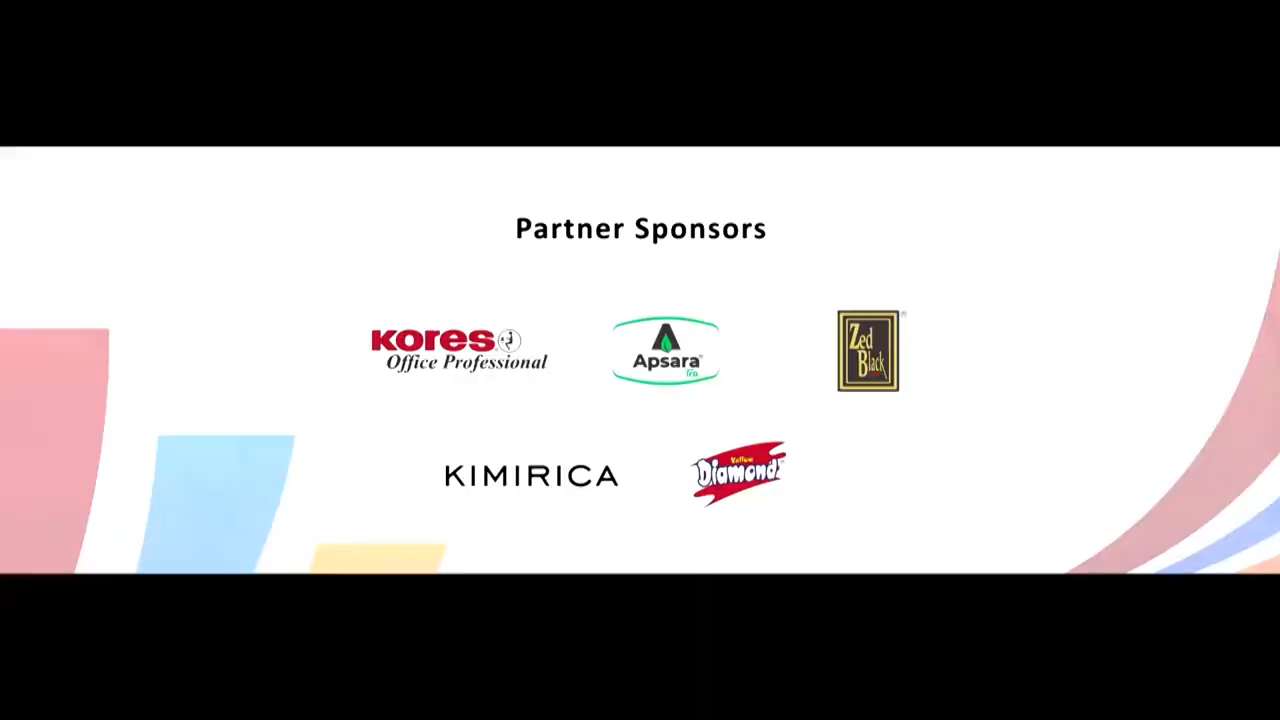 Partner Sponsors
KORES
Office Professional
Apsara
Zed
Black
KIMIRICA
Yellow
Diamond